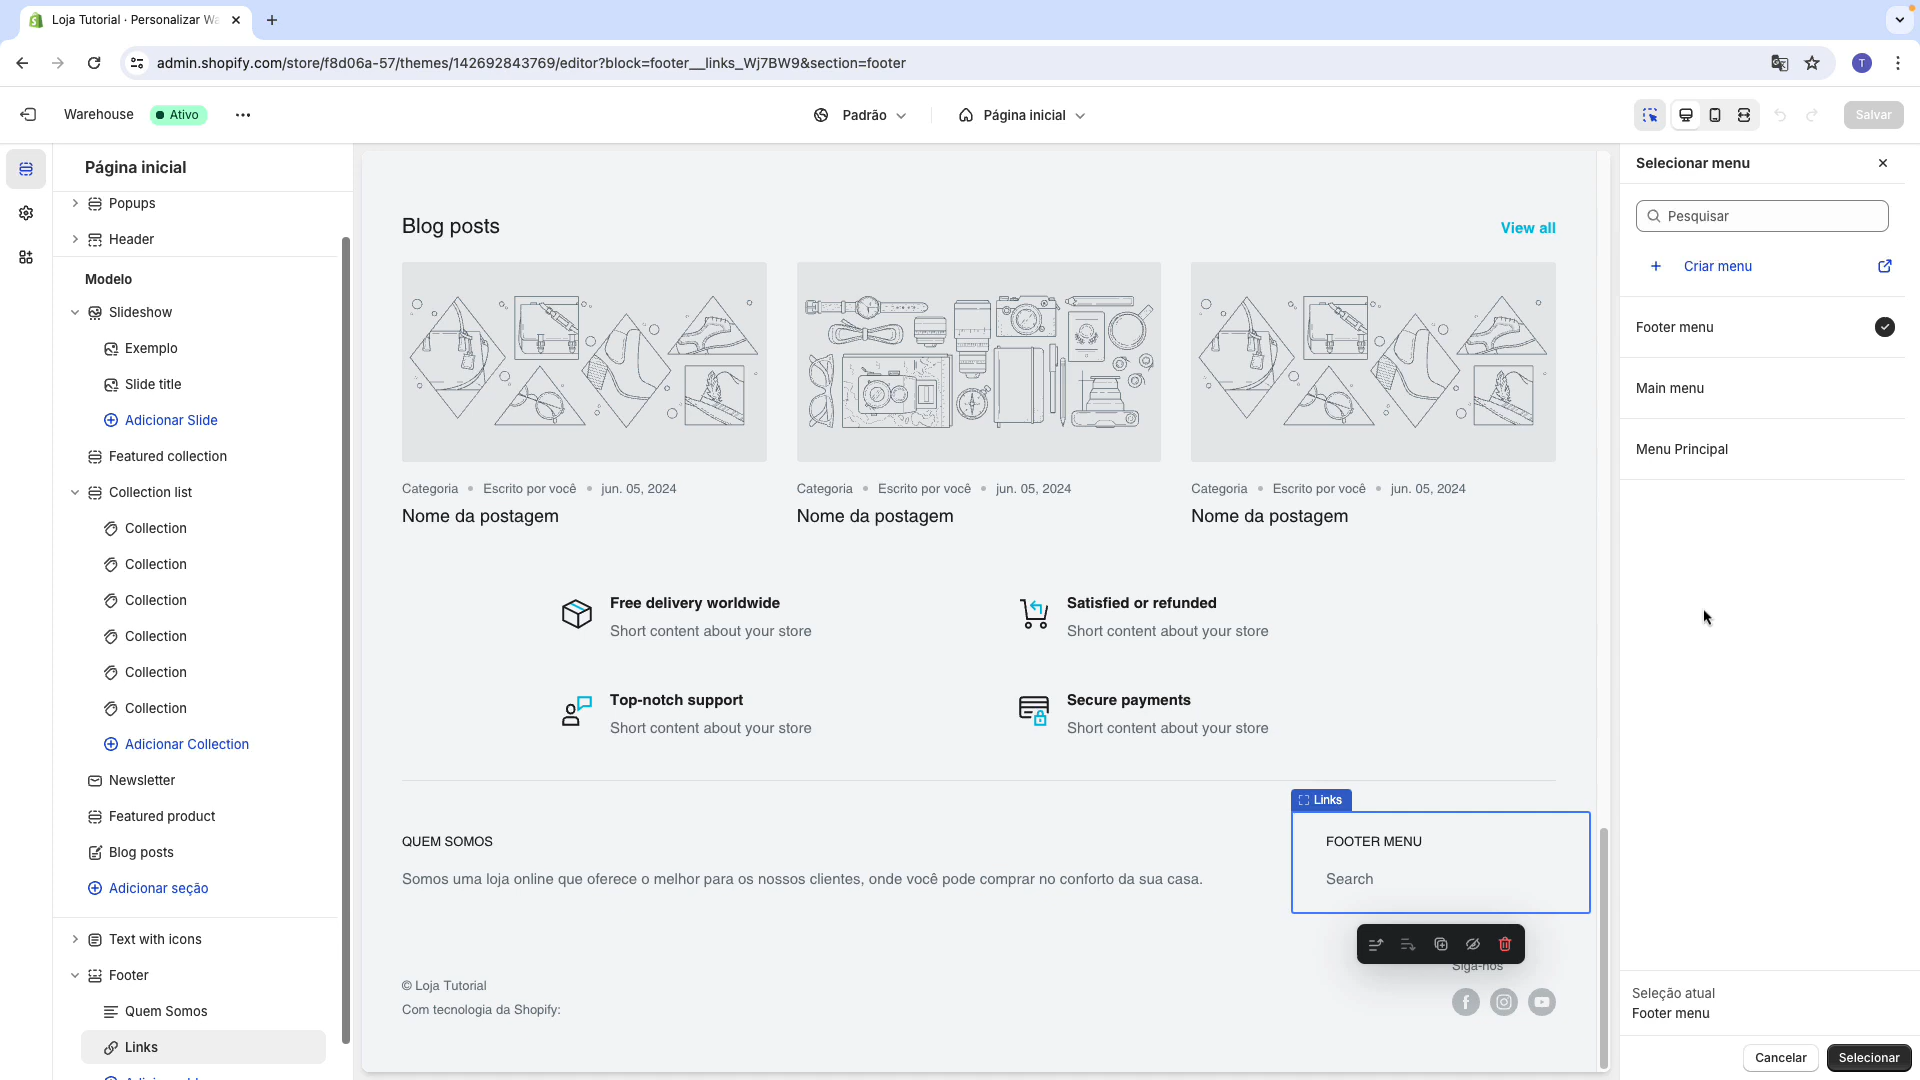 Loja Tutorial · Personalizar Wa
admin.shopify.com/store/f8d06a-57/themes/142692843769/editor?block=footer__links_Wj7BW9&section=footer
T
Warehouse
Ativo
Padrão
Página inicial
Salvar
Página inicial
Popups
Header
Modelo
Slideshow
Exemplo
Slide title
Adicionar Slide
Featured collection
Collection list
Collection
Collection
Collection
Collection
Collection
Collection
Adicionar Collection
Newsletter
Featured product
Blog posts
Adicionar seção
Text with icons
Footer
Quem Somos
Links
Blog posts
View all
Categoria • Escrito por você • jun. 05, 2024
Nome da postagem
Categoria • Escrito por você • jun. 05, 2024
Nome da postagem
Categoria • Escrito por você • jun. 05, 2024
Nome da postagem
Free delivery worldwide
Short content about your store
Satisfied or refunded
Short content about your store
Top-notch support
Short content about your store
Secure payments
Short content about your store
Links
QUEM SOMOS
Somos uma loja online que oferece o melhor para os nossos clientes, onde você pode comprar no conforto da sua casa.
FOOTER MENU
Search
Siga-nos
© Loja Tutorial
Com tecnologia da Shopify:
Selecionar menu
Pesquisar
Criar menu
Footer menu
Main menu
Menu Principal
Seleção atual
Footer menu
Cancelar
Selecionar